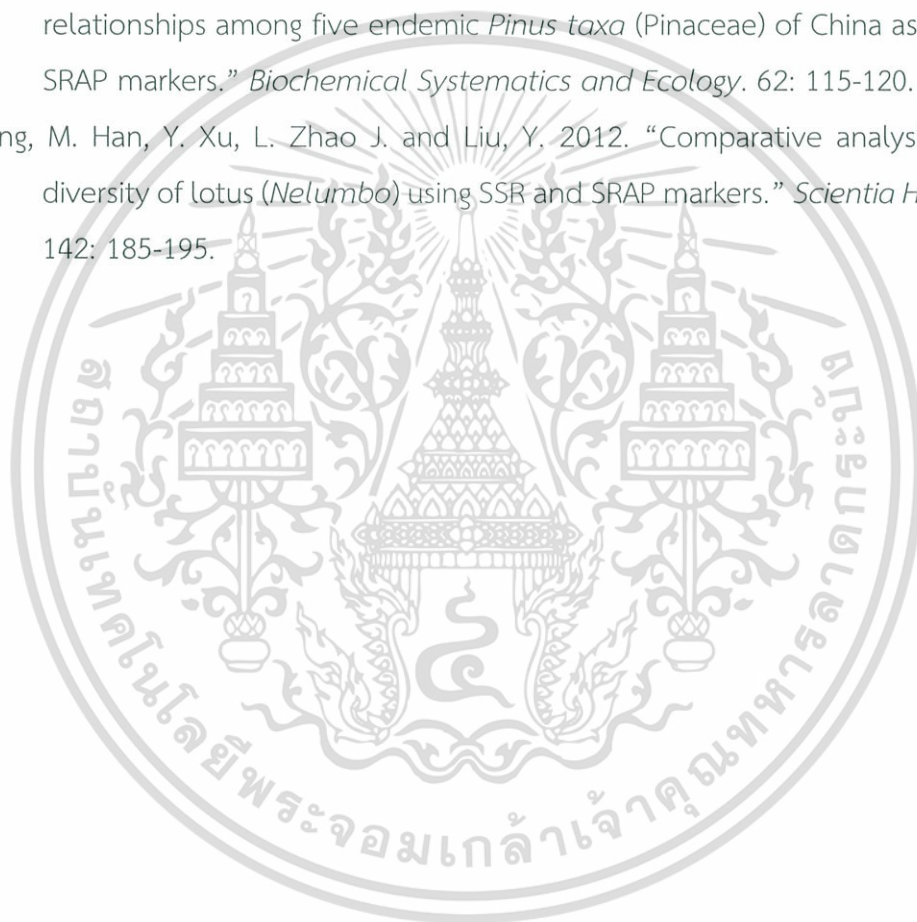 relationships among five endemic Pinus taxa (Pinaceae) of China as
SRAP markers.” Biochemical Systematics and Ecology. 62: 115-120.
ng, M. Han, Y. Xu, L. Zhao J. and Liu, Y. 2012. “Comparative analys
diversity of lotus (Nelumbo) using SSR and SRAP markers.” Scientia H
142: 185-195.
๕
สถาบันเทคโนโลยีพระจอมเกล้าเจ้าคุณทหารลาดกระบัง